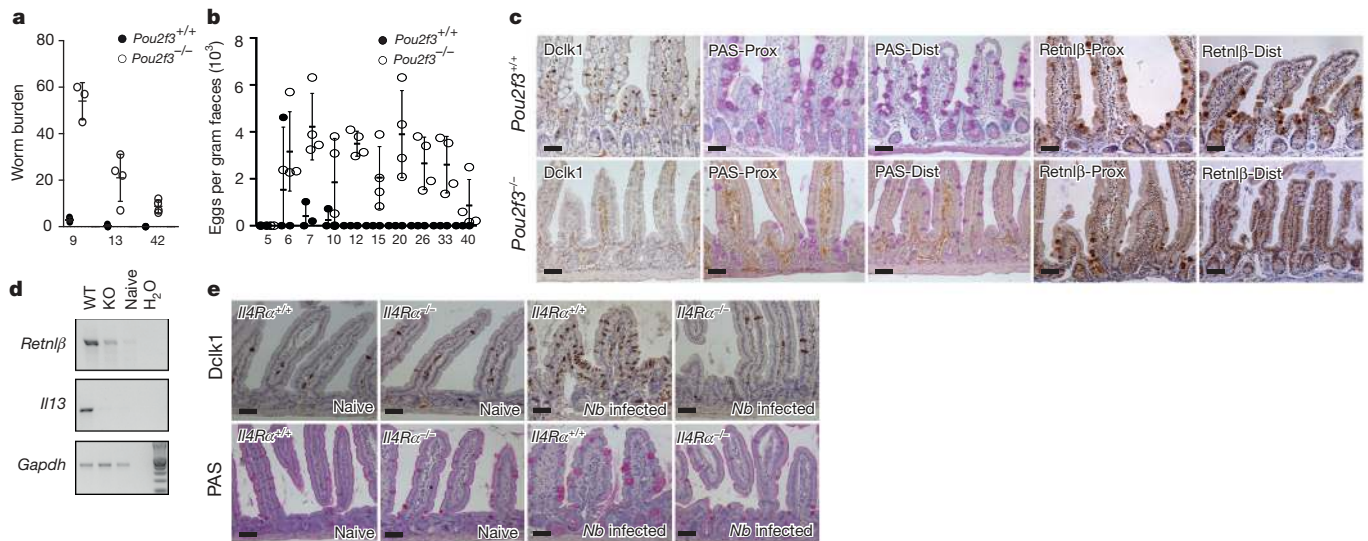 a
80
60
40
20
0
Worm burden
Pou2f3+/+
Pou2f3−/−
9 13 42
b
8
6
4
2
0
Eggs per gram faeces (10³)
Pou2f3+/+
Pou2f3−/−
5 6 7 10 12 15 20 26 33 40
c
Pou2f3+/+
Dclk1 PAS-Prox PAS-Dist Retnlβ-Prox Retnlβ-Dist
Pou2f3−/−
Dclk1 PAS-Prox PAS-Dist Retnlβ-Prox Retnlβ-Dist
d
WT KO Naive H2O
Retnlβ
Il13
Gapdh
e
Dclk1
Il4Rα+/+ Il4Rα−/− Il4Rα+/+ Il4Rα−/−
Naive Naive Nb infected Nb infected
PAS
Il4Rα+/+ Il4Rα−/− Il4Rα+/+ Il4Rα−/−
Naive Naive Nb infected Nb infected